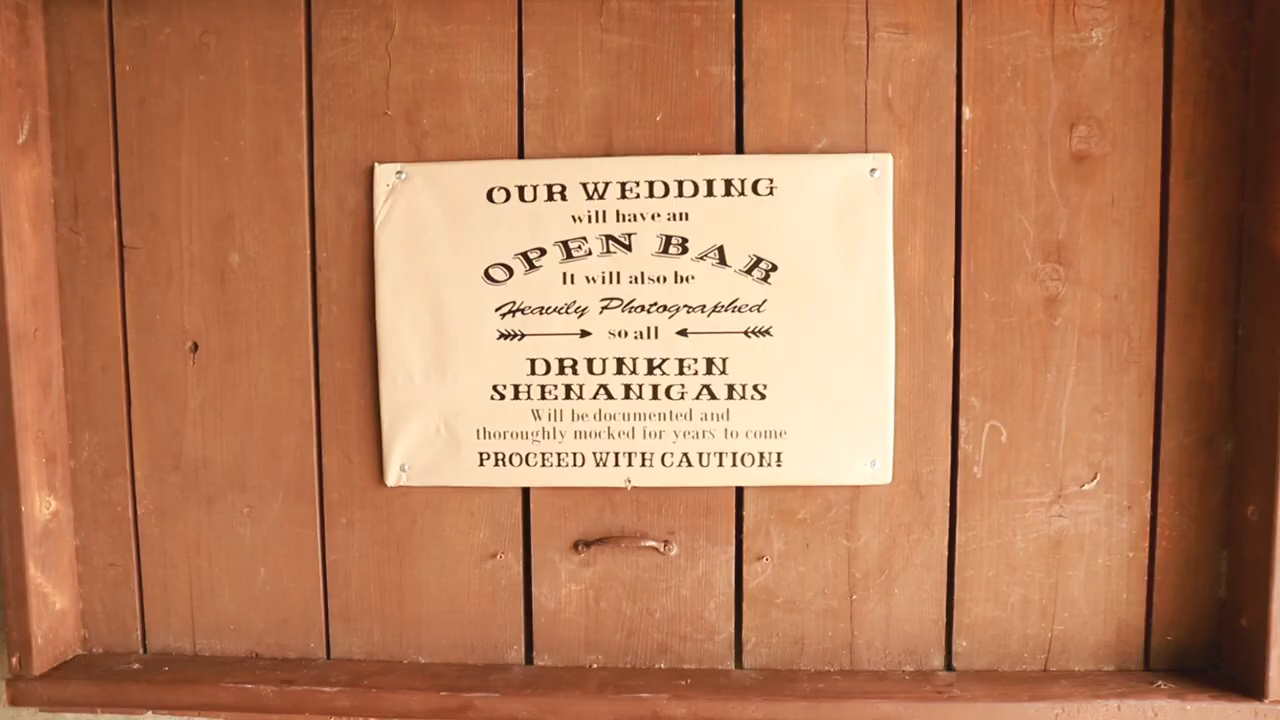 OUR WEDDING
will have an
OPEN BAR
It will also be
Heavily Photographed
so all
DRUNKEN
SHENANIGANS
Will be documented and
thoroughly mocked for years to come
PROCEED WITH CAUTION!